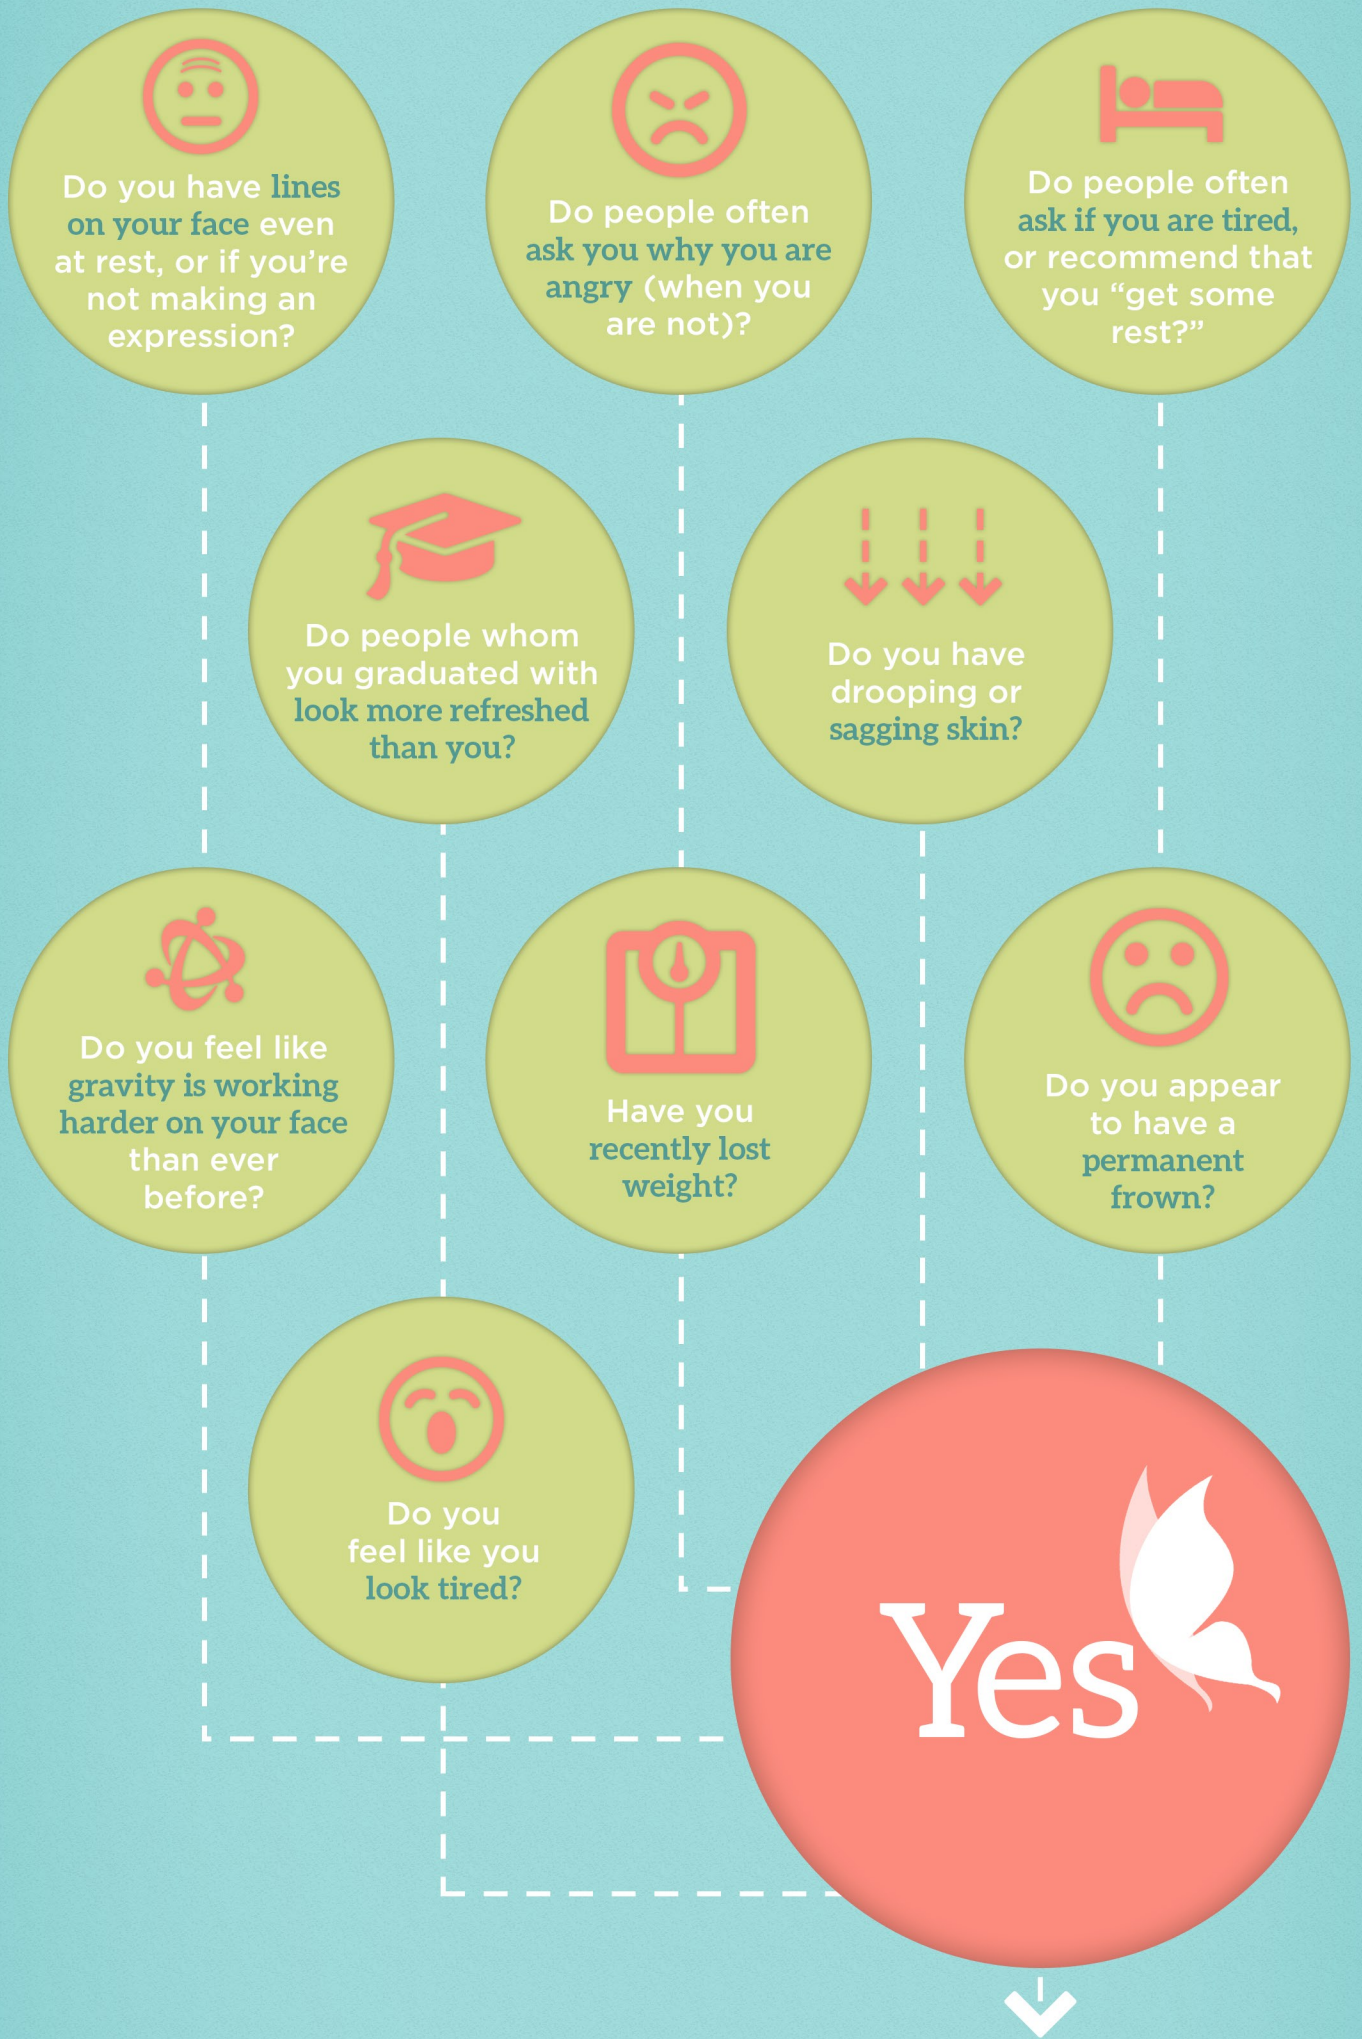 Do you have lines
on your face even
at rest, or if you’re
not making an
expression?
Do people often
ask you why you are
angry (when you
are not)?
Do people often
ask if you are tired,
or recommend that
you “get some
rest?”
Do people whom
you graduated with
look more refreshed
than you?
Do you have
drooping or
sagging skin?
Do you feel like
gravity is working
harder on your face
than ever
before?
Have you
recently lost
weight?
Do you appear
to have a
permanent
frown?
Do you
feel like you
look tired?
Yes